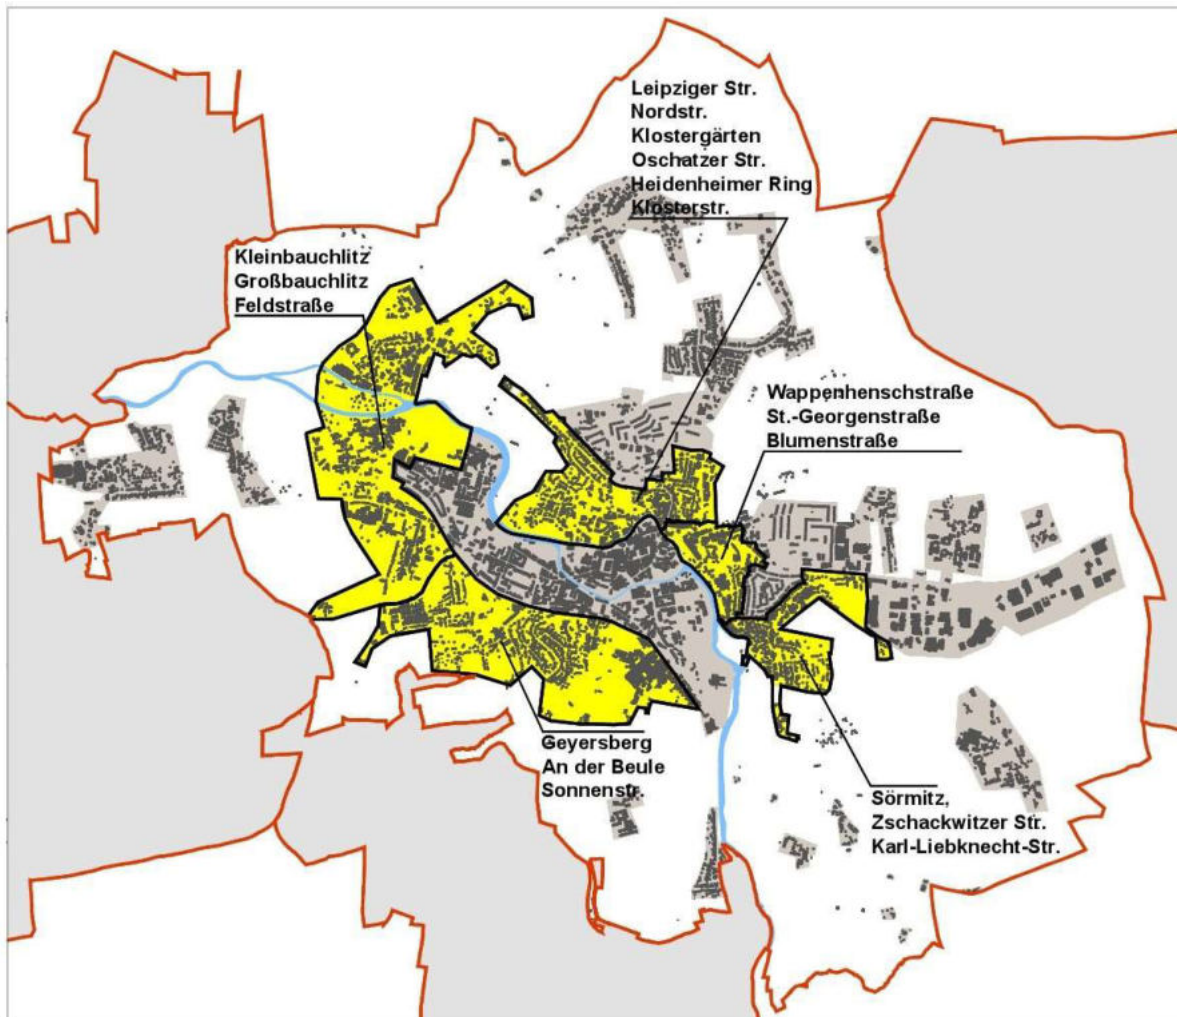 Leipziger Str.
Nordstr.
Klostergärten
Oschatzer Str.
Heidenheimer Ring
Klosterstr.
Kleinbauchlitz
Großbauchlitz
Feldstraße
Wappenhenschstraße
St.-Georgenstraße
Blumenstraße
Geyersberg
An der Beule
Sonnenstr.
Sörmitz,
Zschackwitzer Str.
Karl-Liebknecht-Str.